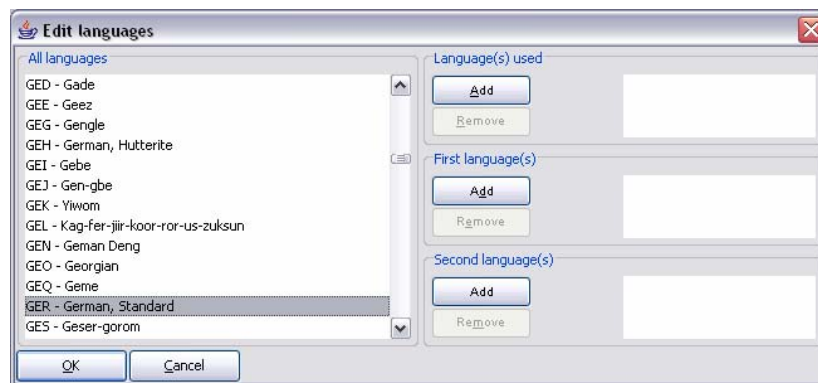 Edit languages
All languages
GED - Gade
GEE - Geez
GEG - Gengle
GEH - German, Hutterite
GEI - Gebe
GEJ - Gen-gbe
GEK - Yiwom
GEL - Kag-fer-jiir-koor-ror-us-zuksun
GEN - Geman Deng
GEO - Georgian
GEQ - Geme
GER - German, Standard
GES - Geser-gorom
OK
Cancel
Language(s) used
Add
Remove
First language(s)
Add
Remove
Second language(s)
Add
Remove